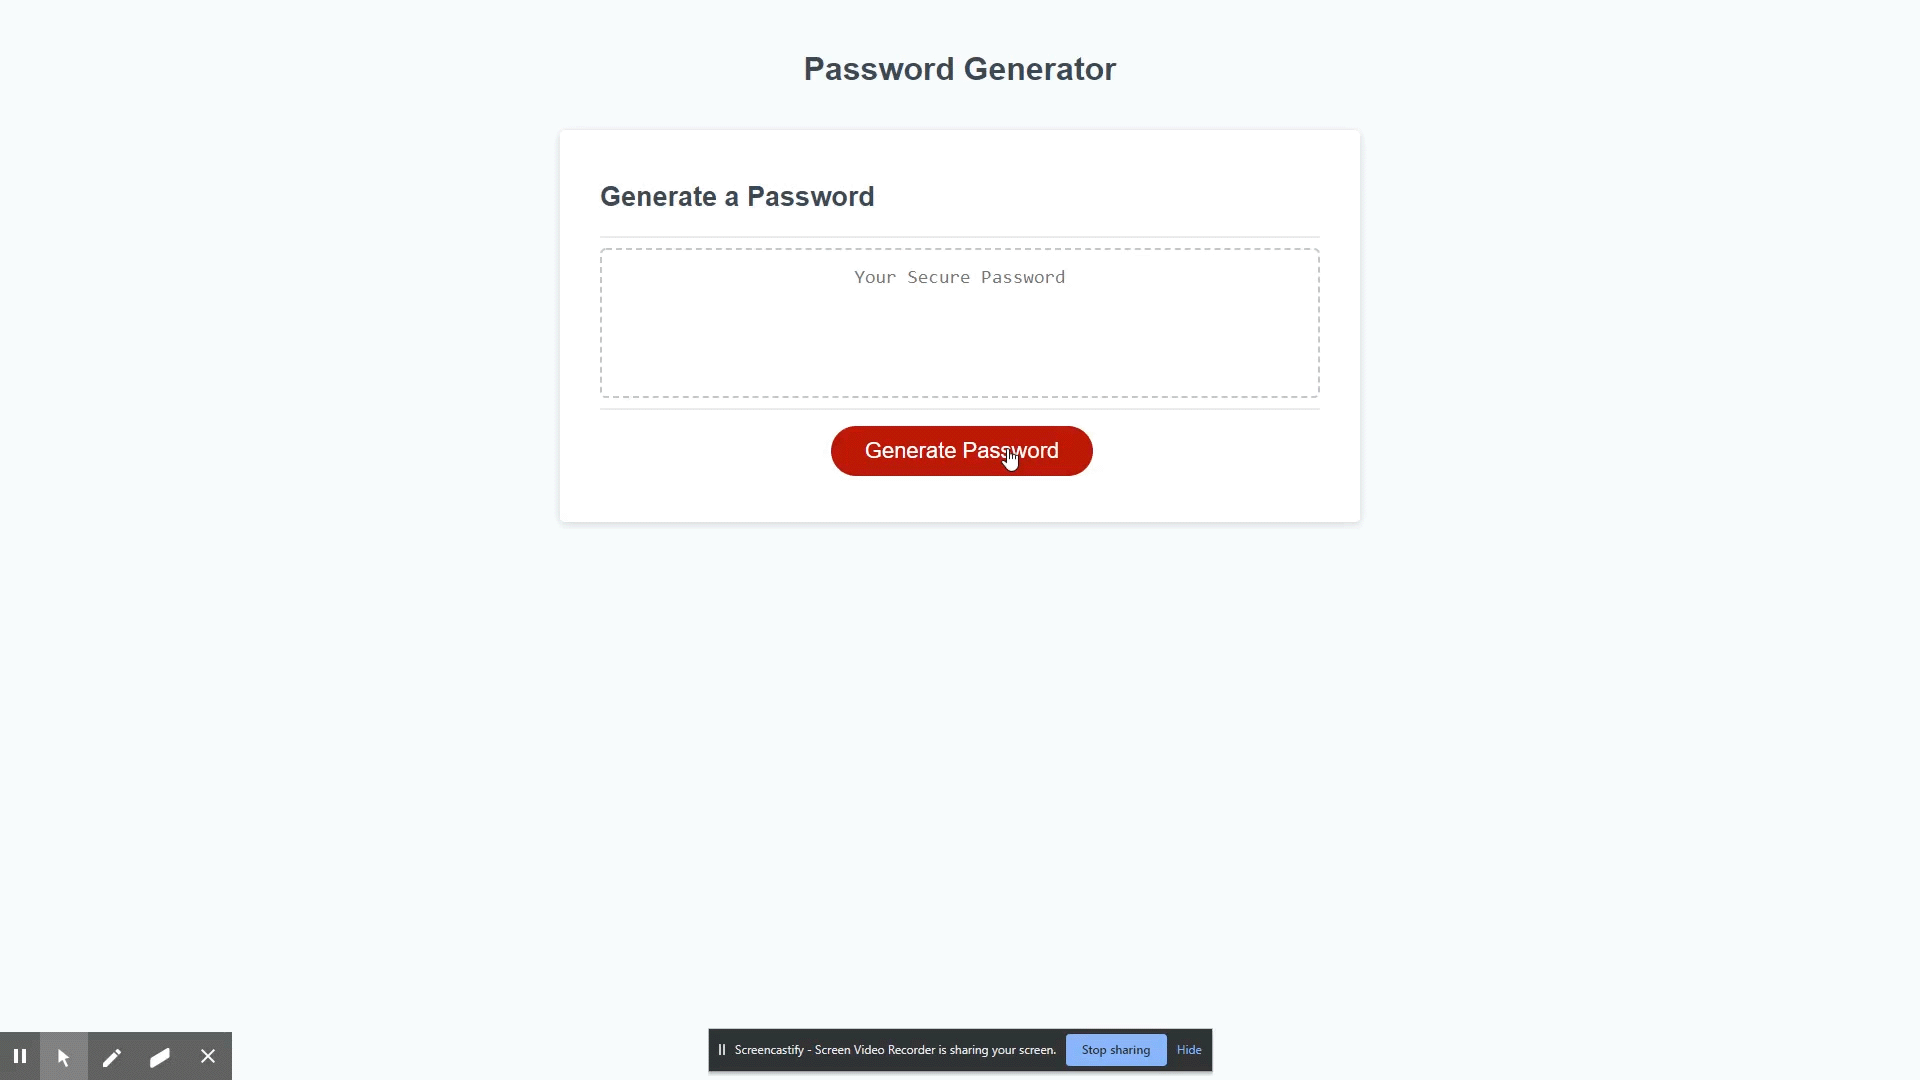 Password Generator
Generate a Password
Your Secure Password
Generate Password
Screencastify - Screen Video Recorder is sharing your screen.
Stop sharing
Hide